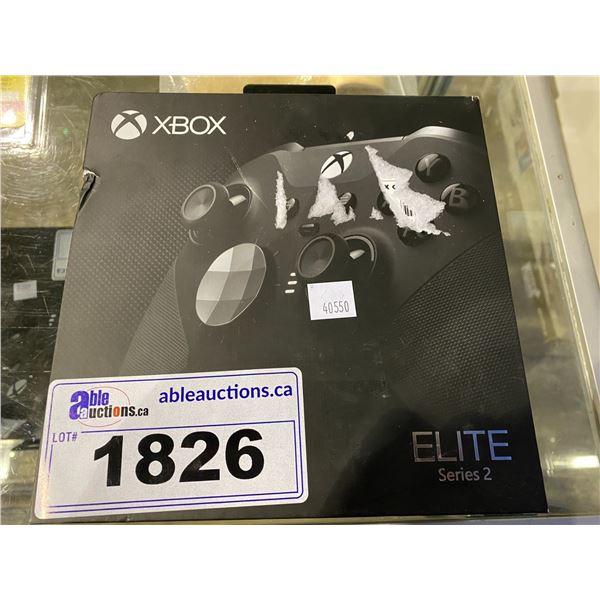 XBOX
Y
B
40550
able auctions.ca
ableauctions.ca
LOT#
1826
ELITE
Series 2